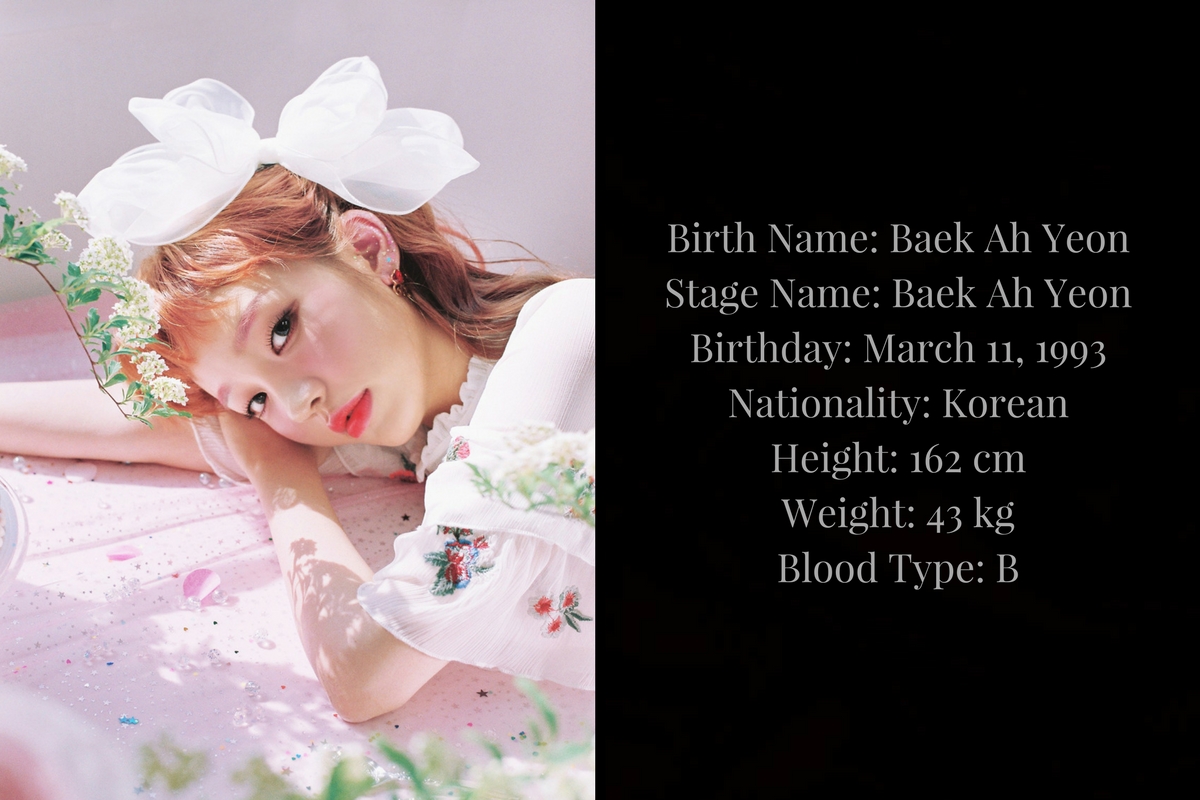 Birth Name: Baek Ah Yeon
Stage Name: Baek Ah Yeon
Birthday: March 11, 1993
Nationality: Korean
Height: 162 cm
Weight: 43 kg
Blood Type: B